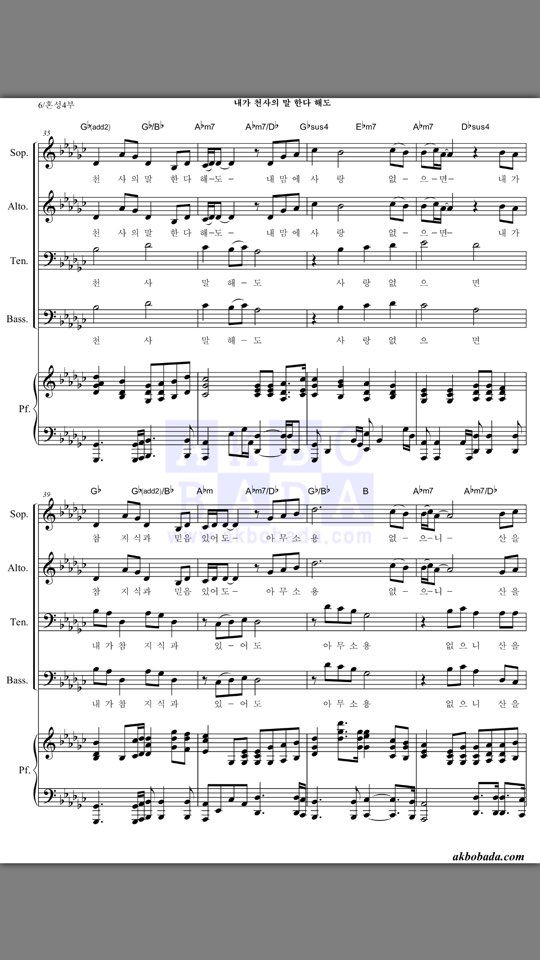 6/혼성4부
내가 천사의 말 한다 해도
35
G♭(add2) G♭/B♭ A♭m7 A♭m7/D♭ G♭sus4 E♭m7 A♭m7 D♭sus4
Sop.
천 사의말 한다 해–도– 내맘에사 랑 없 –으–면– 내가
Alto.
천 사의말 한다 해–도– 내맘에사 랑 없 –으–면– 내가
Ten.
천 사 말 해–도 사 랑 없 으 면
Bass.
천 사 말 해–도 사 랑 없 으 면
Pf.
AKBO
BADA
www.akbobada.com
39
G♭ G♭(add2)/B♭ A♭m A♭m7/D♭ G♭/B♭ B A♭m7 A♭m7/D♭
Sop.
참 지식과 믿음 있어도– 아무소용 없 –으–니– 산을
Alto.
참 지식과 믿음 있어도– 아무소용 없 –으–니– 산을
Ten.
내가참 지식과 있–어도 아무소용 없으니 산을
Bass.
내가참 지식과 있–어도 아무소용 없으니 산을
Pf.
akbobada.com